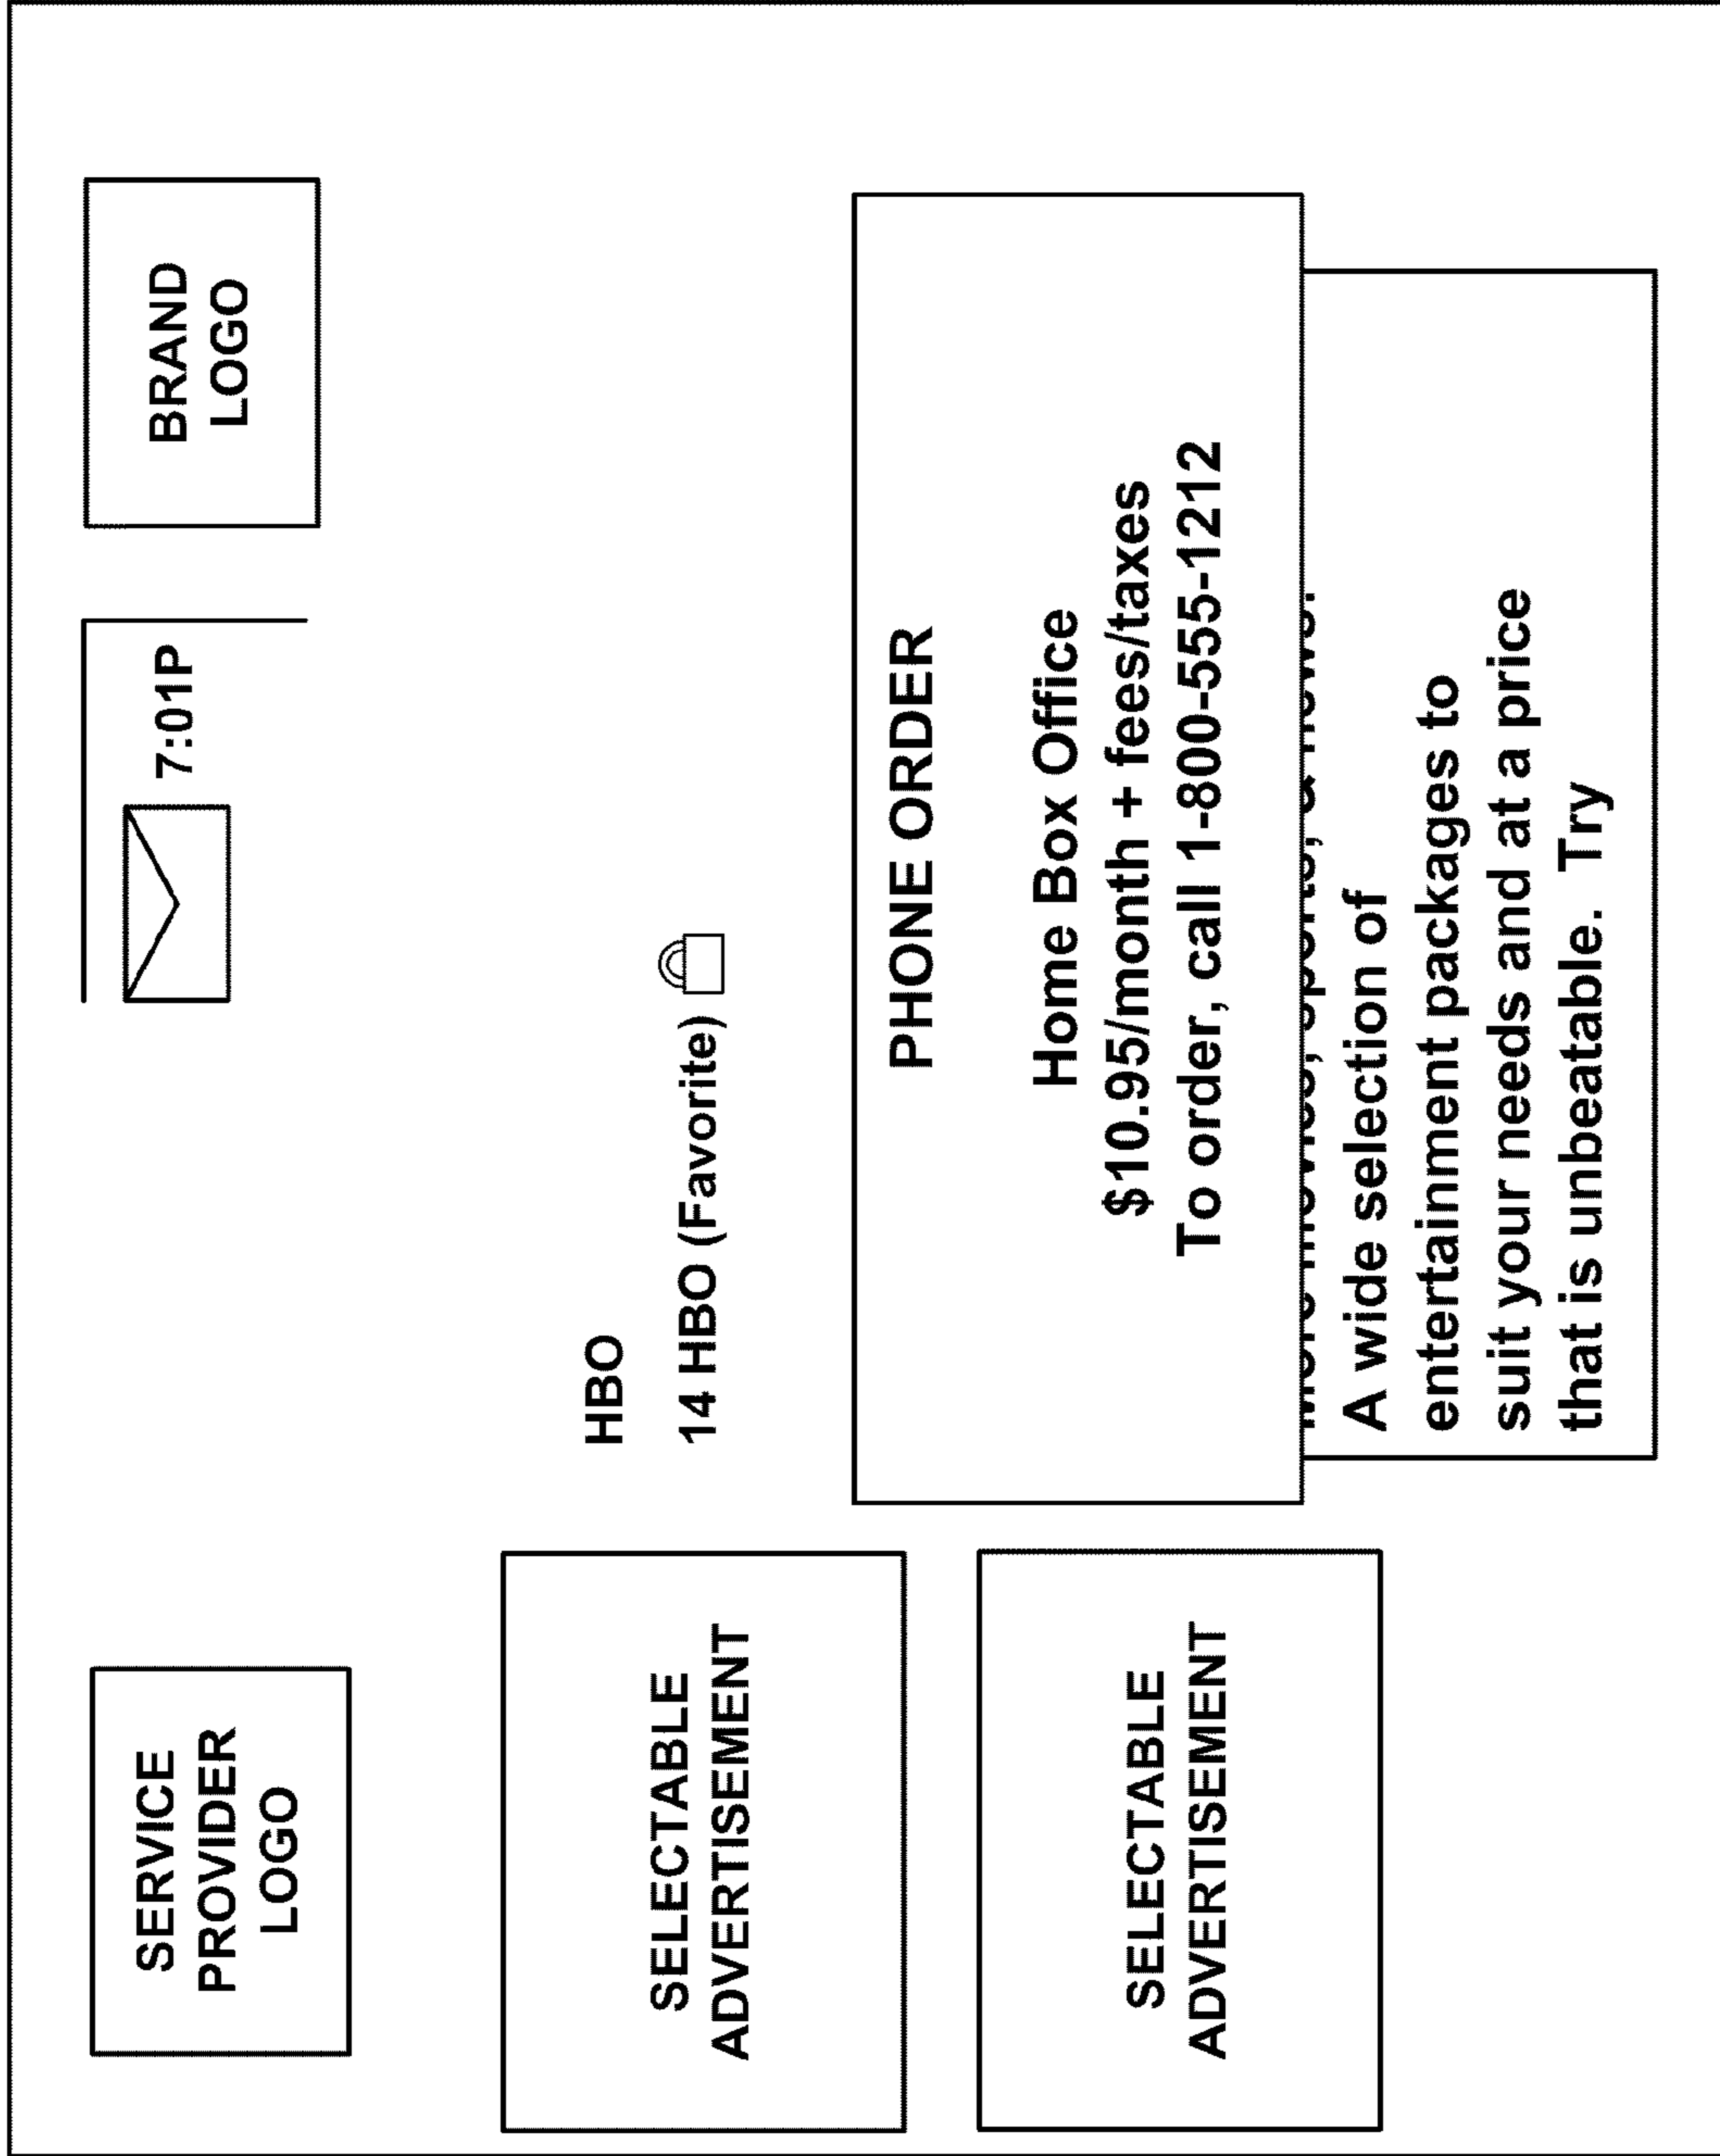 SERVICE
PROVIDER
LOGO
7:01P
BRAND
LOGO
HBO
14 HBO (Favorite)
SELECTABLE
ADVERTISEMENT
SELECTABLE
ADVERTISEMENT
PHONE ORDER
Home Box Office
$10.95/month + fees/taxes
To order, call 1-800-555-1212
A wide selection of
entertainment packages to
suit your needs and at a price
that is unbeatable. Try